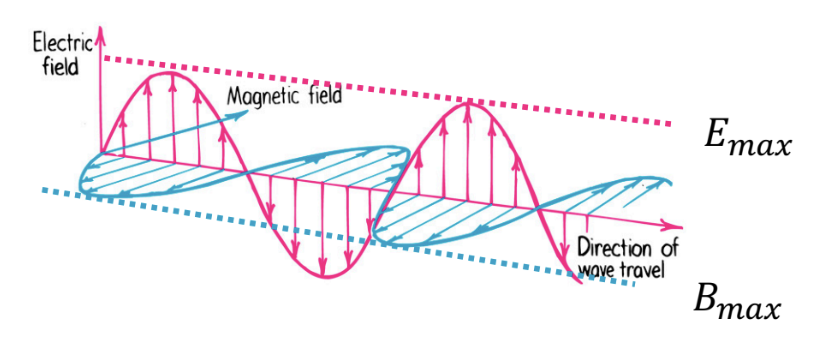 Electric
field
Magnetic field
E_max
Direction of
wave travel
B_max